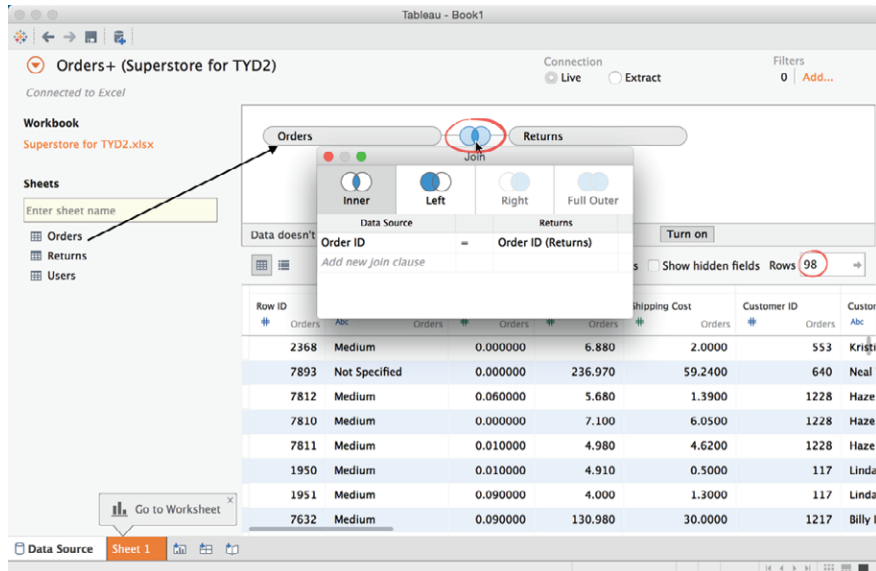 Tableau - Book1
Orders+ (Superstore for TYD2)
Connected to Excel
Connection
Live Extract
Filters
0 Add...
Workbook
Superstore for TYD2.xlsx
Sheets
Enter sheet name
Orders
Returns
Users
Orders Returns
Join
Inner Left Right Full Outer
Data Source Returns
Order ID = Order ID (Returns)
Add new join clause
Data doesn't Turn on
s Show hidden fields Rows 98
Row ID Shipping Cost Customer ID Custor
Orders Abc Orders Orders Orders Orders Orders Abc
2368 Medium 0.000000 6.880 2.0000 553 Kristi
7893 Not Specified 0.000000 236.970 59.2400 640 Neal
7812 Medium 0.060000 5.680 1.3900 1228 Haze
7810 Medium 0.000000 7.100 6.0500 1228 Haze
7811 Medium 0.010000 4.980 4.6200 1228 Haze
1950 Medium 0.010000 4.910 0.5000 117 Linda
1951 Medium 0.090000 4.000 1.3000 117 Linda
7632 Medium 0.090000 130.980 30.0000 1217 Billy
Go to Worksheet
Data Source Sheet 1